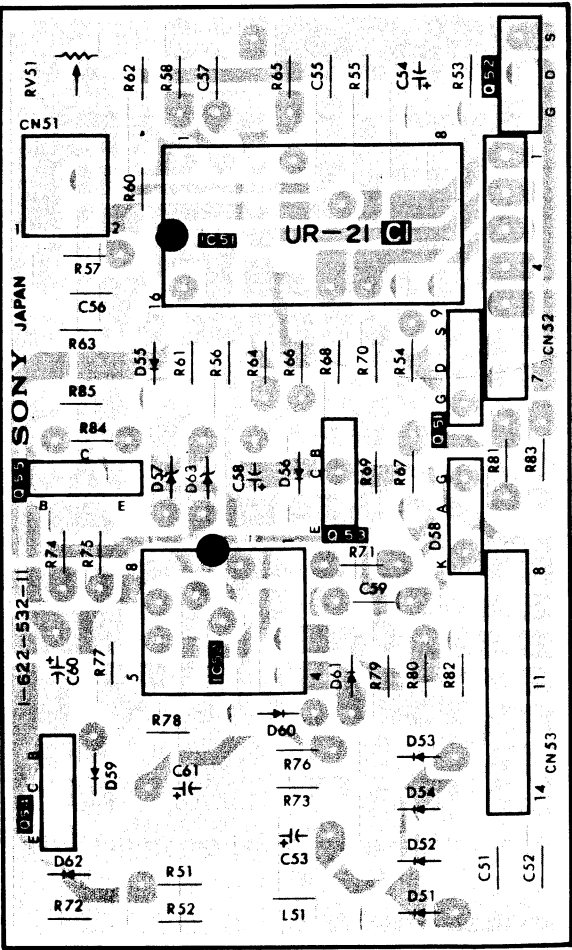 RV51
R62
R58
C57
R65
C55
R55
C54
+
R53
Q52
S
D
G
CN51
1
2
R60
1
8
IC51
UR-21 C1
16
9
1
4
7
CN52
R57
C56
R63
R85
R84
SONY JAPAN
D55
R61
R56
R64
R66
R68
R70
R54
S
D
G
Q51
Q55
C
B
E
D57
D63
C58
+
D56
B
C
E
Q53
R69
R67
R81
R83
G
A
K
D58
R74
R75
8
1
5
4
R71
C59
1-622-532-11
+
C60
R77
D61
R79
R80
R82
8
11
14
CN53
R78
D60
B
C
E
D59
C61
+
R76
R73
D53
D54
+
C53
D52
D62
R51
R72
R52
L51
D51
C51
C52